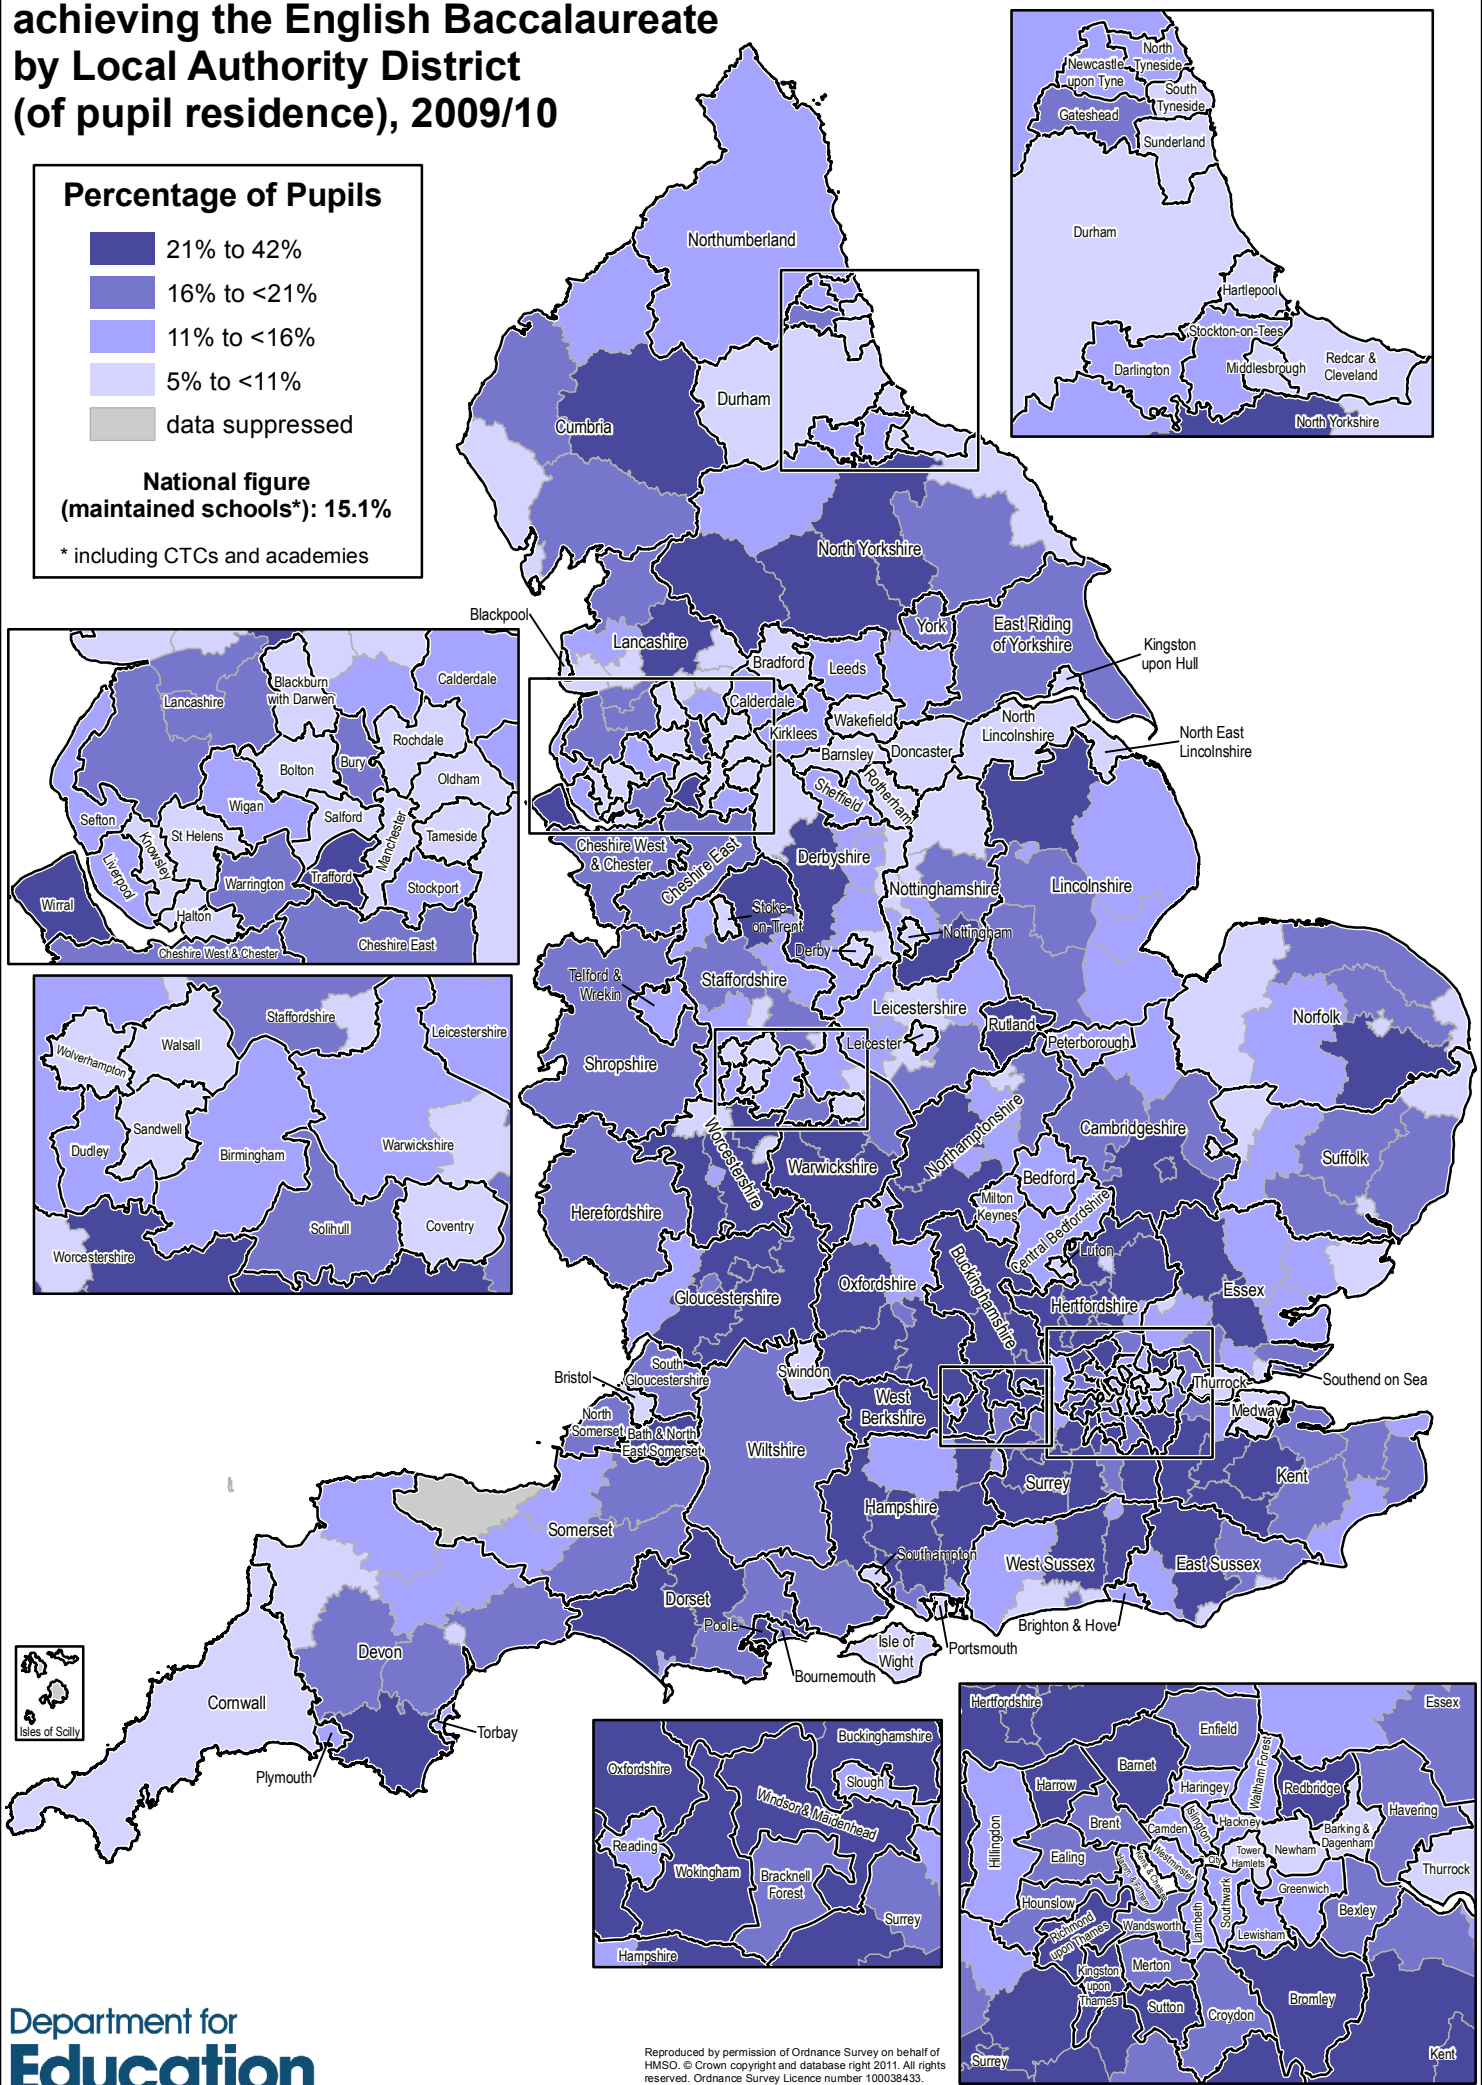 achieving the English Baccalaureate
by Local Authority District
(of pupil residence), 2009/10
Percentage of Pupils
21% to 42%
16% to <21%
11% to <16%
5% to <11%
data suppressed
National figure
(maintained schools*): 15.1%
* including CTCs and academies
North
Tyneside
Newcastle
upon Tyne
South
Tyneside
Gateshead
Sunderland
Durham
Hartlepool
Stockton-on-Tees
Darlington
Middlesbrough
Redcar &
Cleveland
North Yorkshire
Northumberland
Durham
Cumbria
North Yorkshire
Blackpool
Lancashire
York
East Riding
of Yorkshire
Kingston
upon Hull
Bradford
Leeds
Calderdale
Wakefield
Kirklees
North
Lincolnshire
North East
Lincolnshire
Barnsley
Doncaster
Rotherham
Sheffield
Cheshire West
& Chester
Cheshire East
Derbyshire
Nottinghamshire
Lincolnshire
Stoke-
on-Trent
Nottingham
Derby
Telford &
Wrekin
Staffordshire
Leicestershire
Rutland
Leicester
Peterborough
Norfolk
Shropshire
Worcestershire
Warwickshire
Northamptonshire
Cambridgeshire
Suffolk
Bedford
Milton
Keynes
Central Bedfordshire
Herefordshire
Luton
Buckinghamshire
Oxfordshire
Gloucestershire
Hertfordshire
Essex
South
Gloucestershire
Bristol
Swindon
Thurrock
Southend on Sea
West
Berkshire
Medway
North
Somerset
Bath & North
East Somerset
Wiltshire
Surrey
Kent
Hampshire
Somerset
Southampton
West Sussex
East Sussex
Dorset
Poole
Brighton & Hove
Portsmouth
Isle of
Wight
Bournemouth
Devon
Cornwall
Torbay
Plymouth
Isles of Scilly
Lancashire
Blackburn
with Darwen
Calderdale
Rochdale
Bury
Bolton
Oldham
Wigan
Sefton
Salford
St Helens
Knowsley
Manchester
Tameside
Liverpool
Trafford
Warrington
Stockport
Wirral
Halton
Cheshire West & Chester
Cheshire East
Staffordshire
Leicestershire
Walsall
Wolverhampton
Sandwell
Dudley
Birmingham
Warwickshire
Solihull
Coventry
Worcestershire
Buckinghamshire
Oxfordshire
Slough
Windsor & Maidenhead
Reading
Wokingham
Bracknell
Forest
Surrey
Hampshire
Hertfordshire
Essex
Enfield
Barnet
Waltham Forest
Harrow
Haringey
Redbridge
Havering
Brent
Camden
Islington
Hackney
Barking &
Dagenham
Hillingdon
Ealing
Westminster
City
Tower
Hamlets
Newham
Thurrock
Hamm. & Fulham
Kens. & Chelsea
Greenwich
Hounslow
Bexley
Richmond
upon Thames
Wandsworth
Lambeth
Southwark
Lewisham
Kingston
upon
Thames
Merton
Sutton
Croydon
Bromley
Surrey
Kent
Department for
Education
Reproduced by permission of Ordnance Survey on behalf of
HMSO. © Crown copyright and database right 2011. All rights
reserved. Ordnance Survey Licence number 100038433.